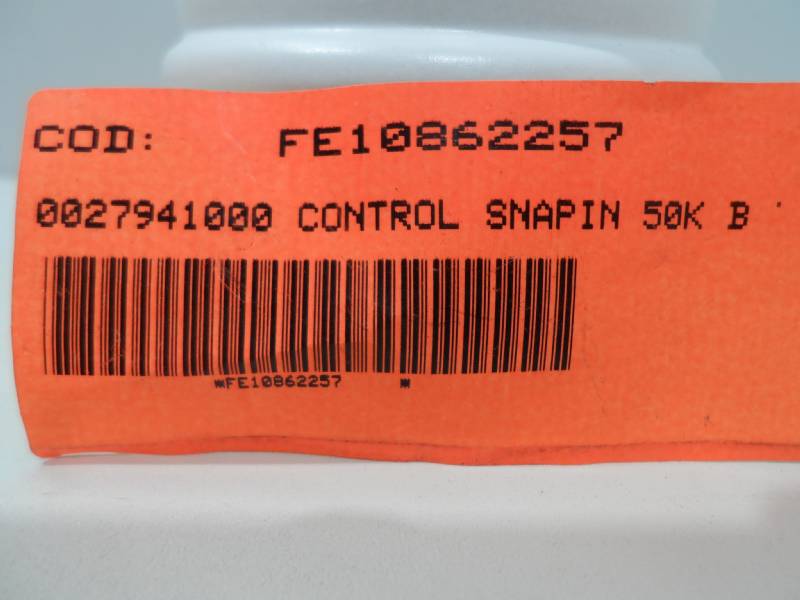 COD: FE10862257
0027941000 CONTROL SNAPIN 50K B
*FE10862257 *